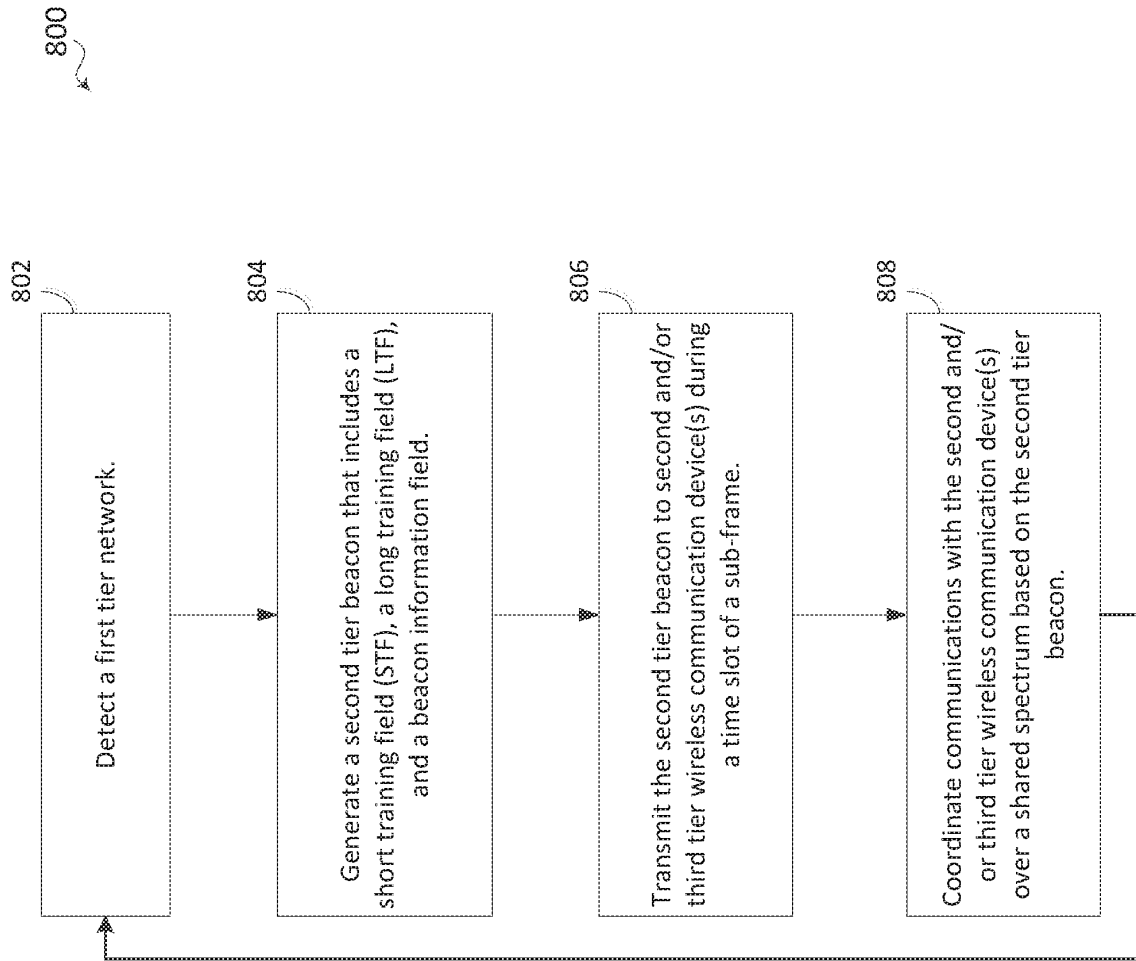 800
802
Detect a first tier network.
804
Generate a second tier beacon that includes a
short training field (STF), a long training field (LTF),
and a beacon information field.
806
Transmit the second tier beacon to second and/or
third tier wireless communication device(s) during
a time slot of a sub-frame.
808
Coordinate communications with the second and/
or third tier wireless communication device(s)
over a shared spectrum based on the second tier
beacon.